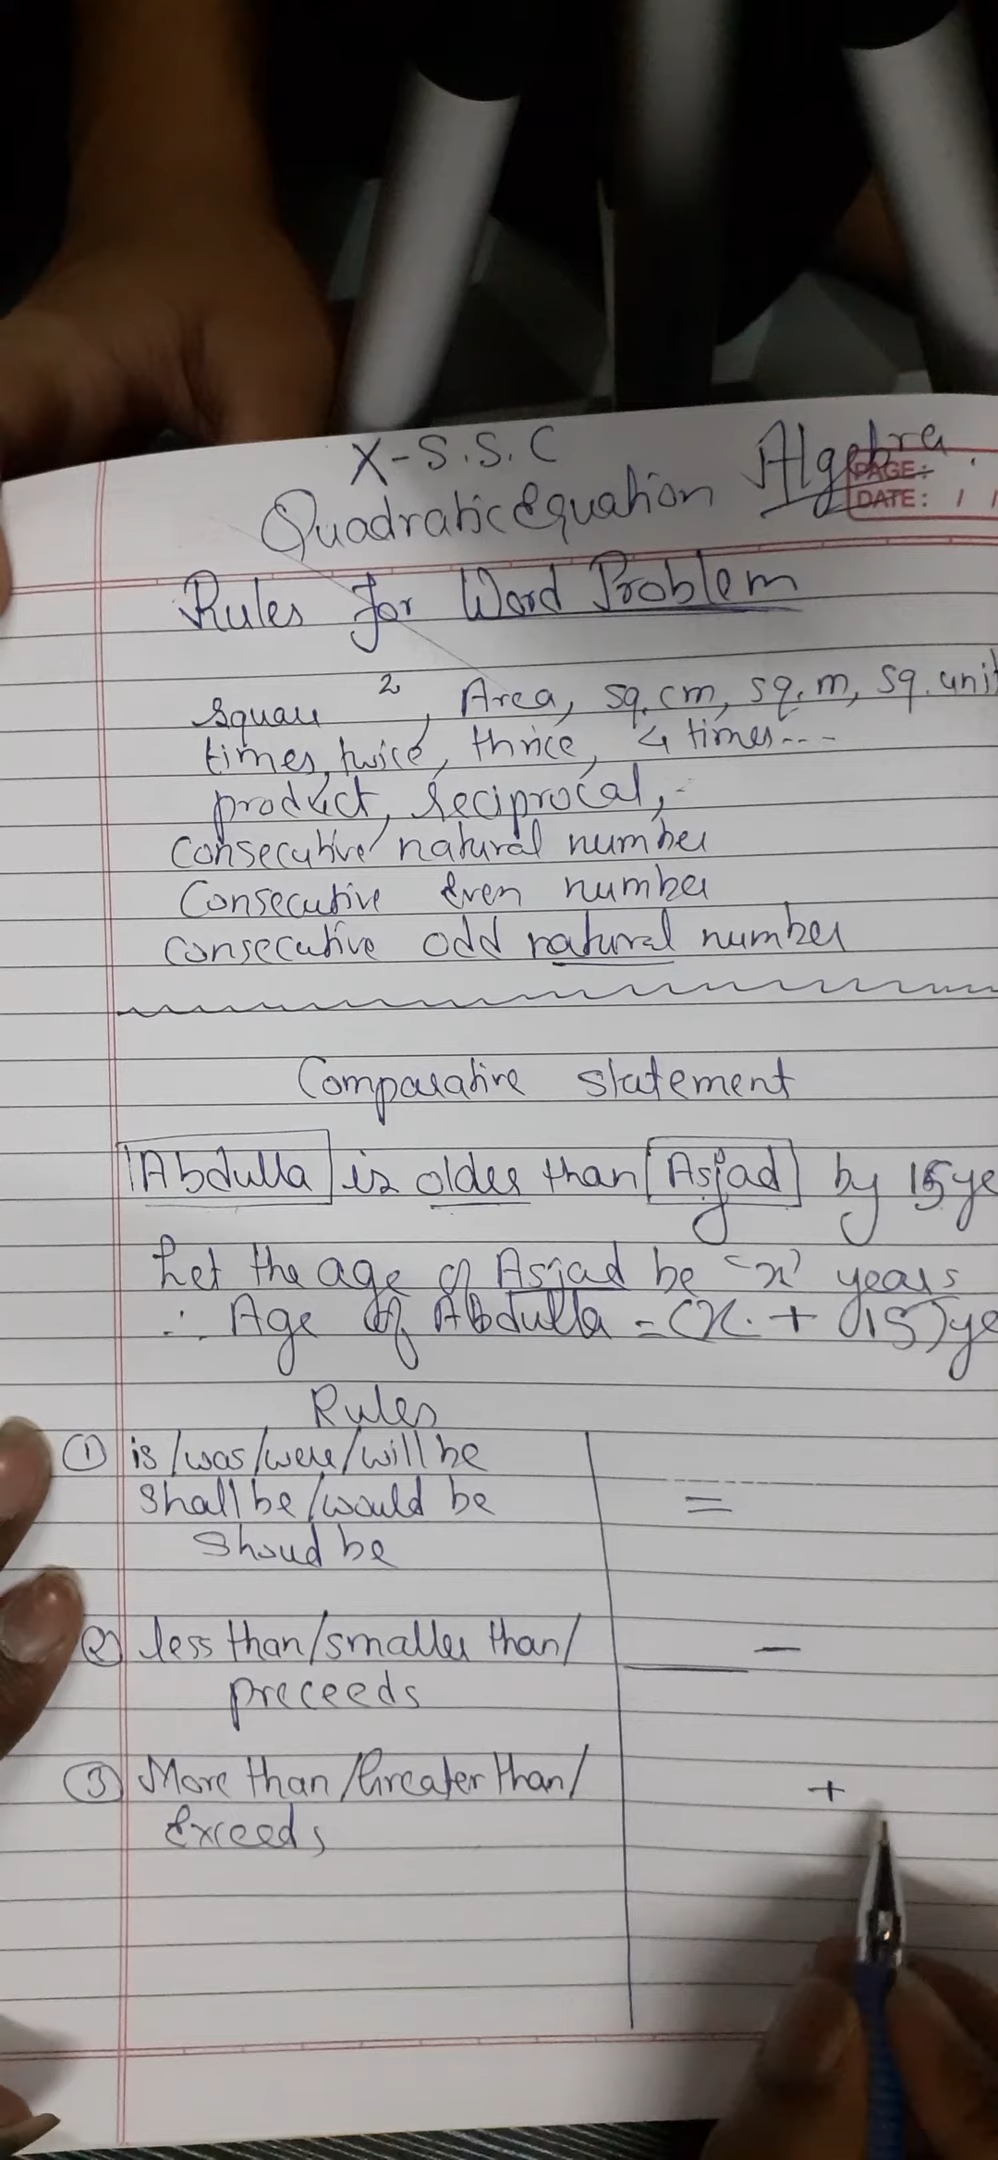 X-S.S.C
Algebra
PAGE:
DATE: / /
Quadratic equation
Rules for Word Problem
square ², Area, sq.cm, sq.m, sq.unit
times, twice, thrice, 4 times---
product, reciprocal,
Consecutive natural number
Consecutive Even number
Consecutive odd natural number
Comparative statement
Abdulla is older than Asjad by 15 ye
Let the age of Asjad be 'x' years
∴ Age of Abdulla = (x + 15) ye
Rules
① is/was/were/will be
shall be/would be =
shoud be
② less than/smaller than/ —
preceeds
③ More than/Greater than/ +
Exceeds